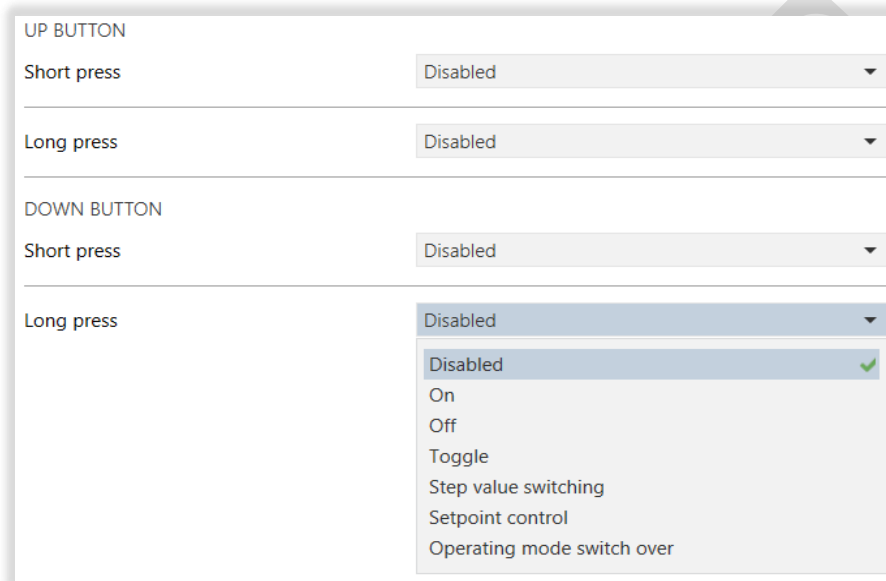 UP BUTTON
Short press Disabled
Long press Disabled
DOWN BUTTON
Short press Disabled
Long press Disabled
Disabled
On
Off
Toggle
Step value switching
Setpoint control
Operating mode switch over